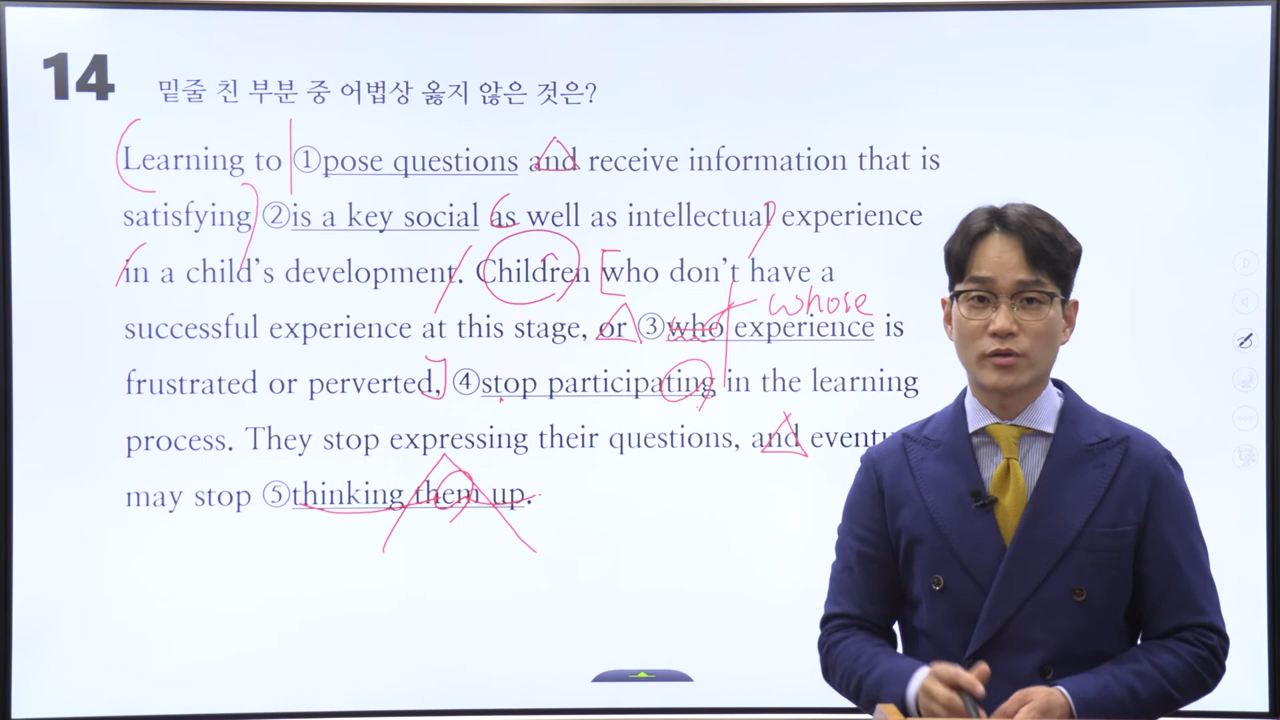 14 밑줄 친 부분 중 어법상 옳지 않은 것은?
Learning to ①pose questions and receive information that is
satisfying ②is a key social as well as intellectual experience
in a child’s development. Children who don’t have a
whose
successful experience at this stage, or ③who experience is
frustrated or perverted, ④stop participating in the learning
process. They stop expressing their questions, and
may stop ⑤thinking them up.